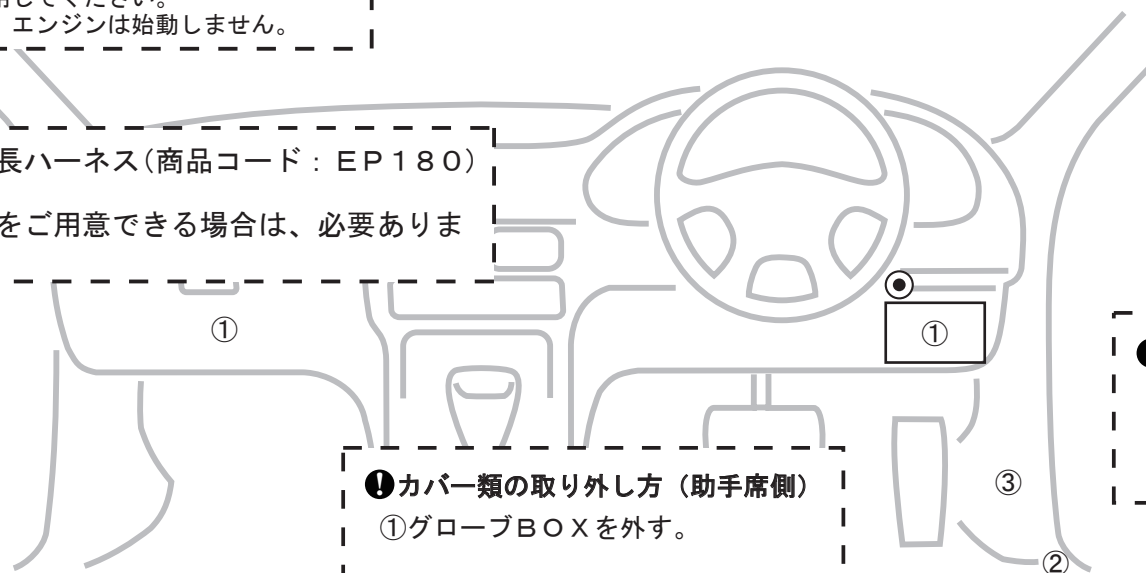 用してください。
エンジンは始動しません。
長ハーネス(商品コード:EP180)
をご用意できる場合は、必要ありま
①
①
❶カバー類の取り外し方(助手席側)
①グローブBOXを外す。
③
②